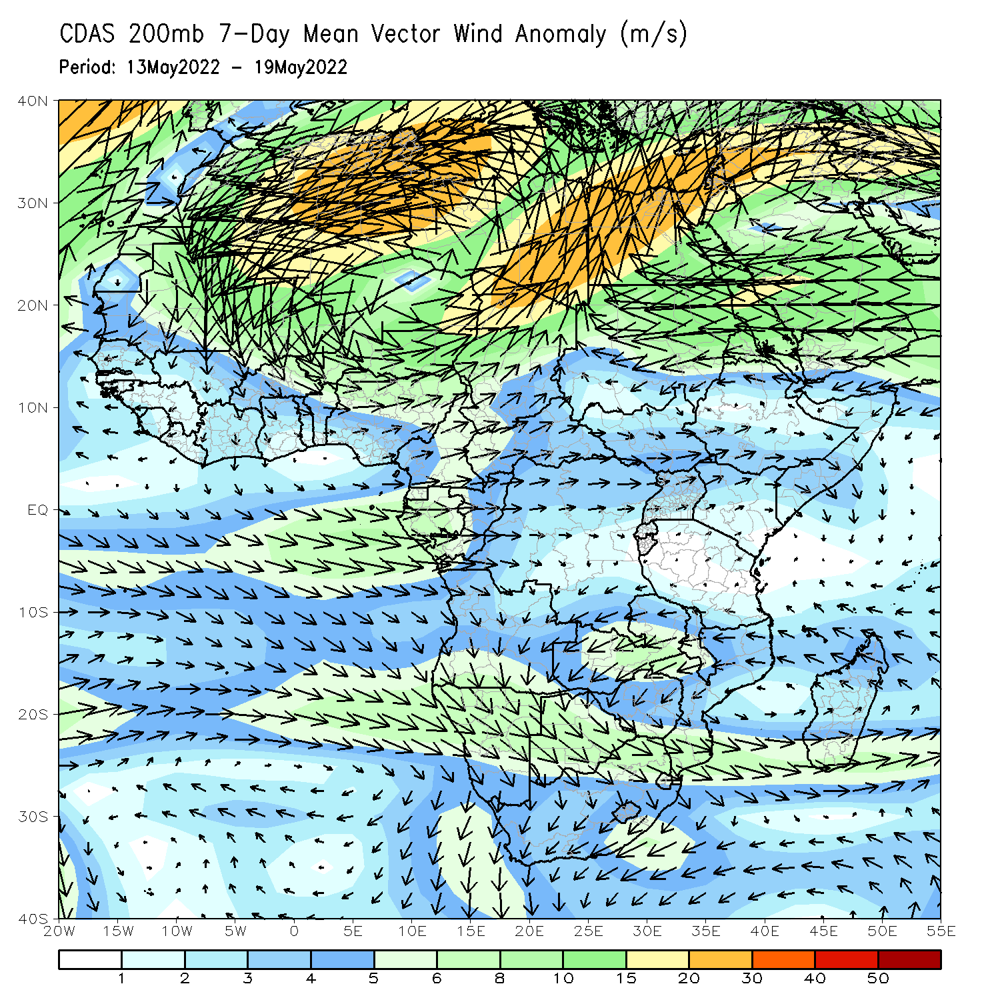 CDAS 200mb 7-Day Mean Vector Wind Anomaly (m/s)
Period: 13May2022 - 19May2022
40N
30N
20N
10N
EQ
10S
20S
30S
40S
20W 15W 10W 5W 0 5E 10E 15E 20E 25E 30E 35E 40E 45E 50E 55E
1 2 3 4 5 6 8 10 15 20 30 40 50